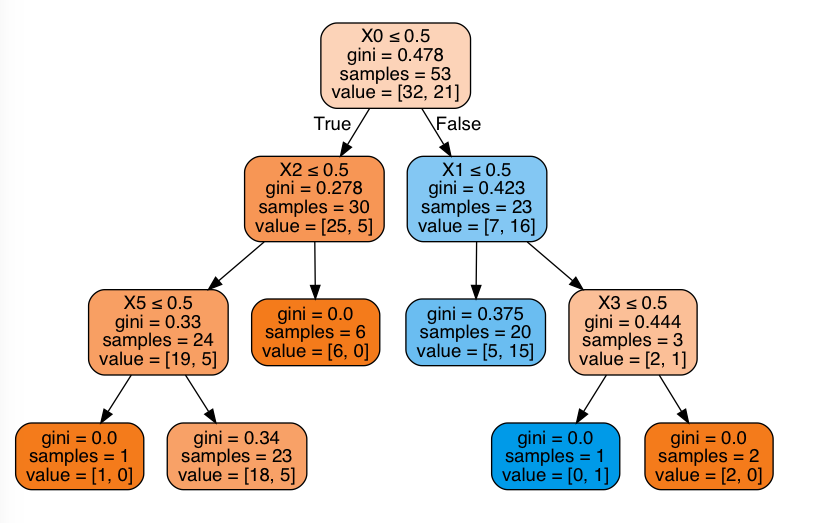 X0 ≤ 0.5
gini = 0.478
samples = 53
value = [32, 21]
True
False
X2 ≤ 0.5
gini = 0.278
samples = 30
value = [25, 5]
X1 ≤ 0.5
gini = 0.423
samples = 23
value = [7, 16]
X5 ≤ 0.5
gini = 0.33
samples = 24
value = [19, 5]
gini = 0.0
samples = 6
value = [6, 0]
gini = 0.375
samples = 20
value = [5, 15]
X3 ≤ 0.5
gini = 0.444
samples = 3
value = [2, 1]
gini = 0.0
samples = 1
value = [1, 0]
gini = 0.34
samples = 23
value = [18, 5]
gini = 0.0
samples = 1
value = [0, 1]
gini = 0.0
samples = 2
value = [2, 0]